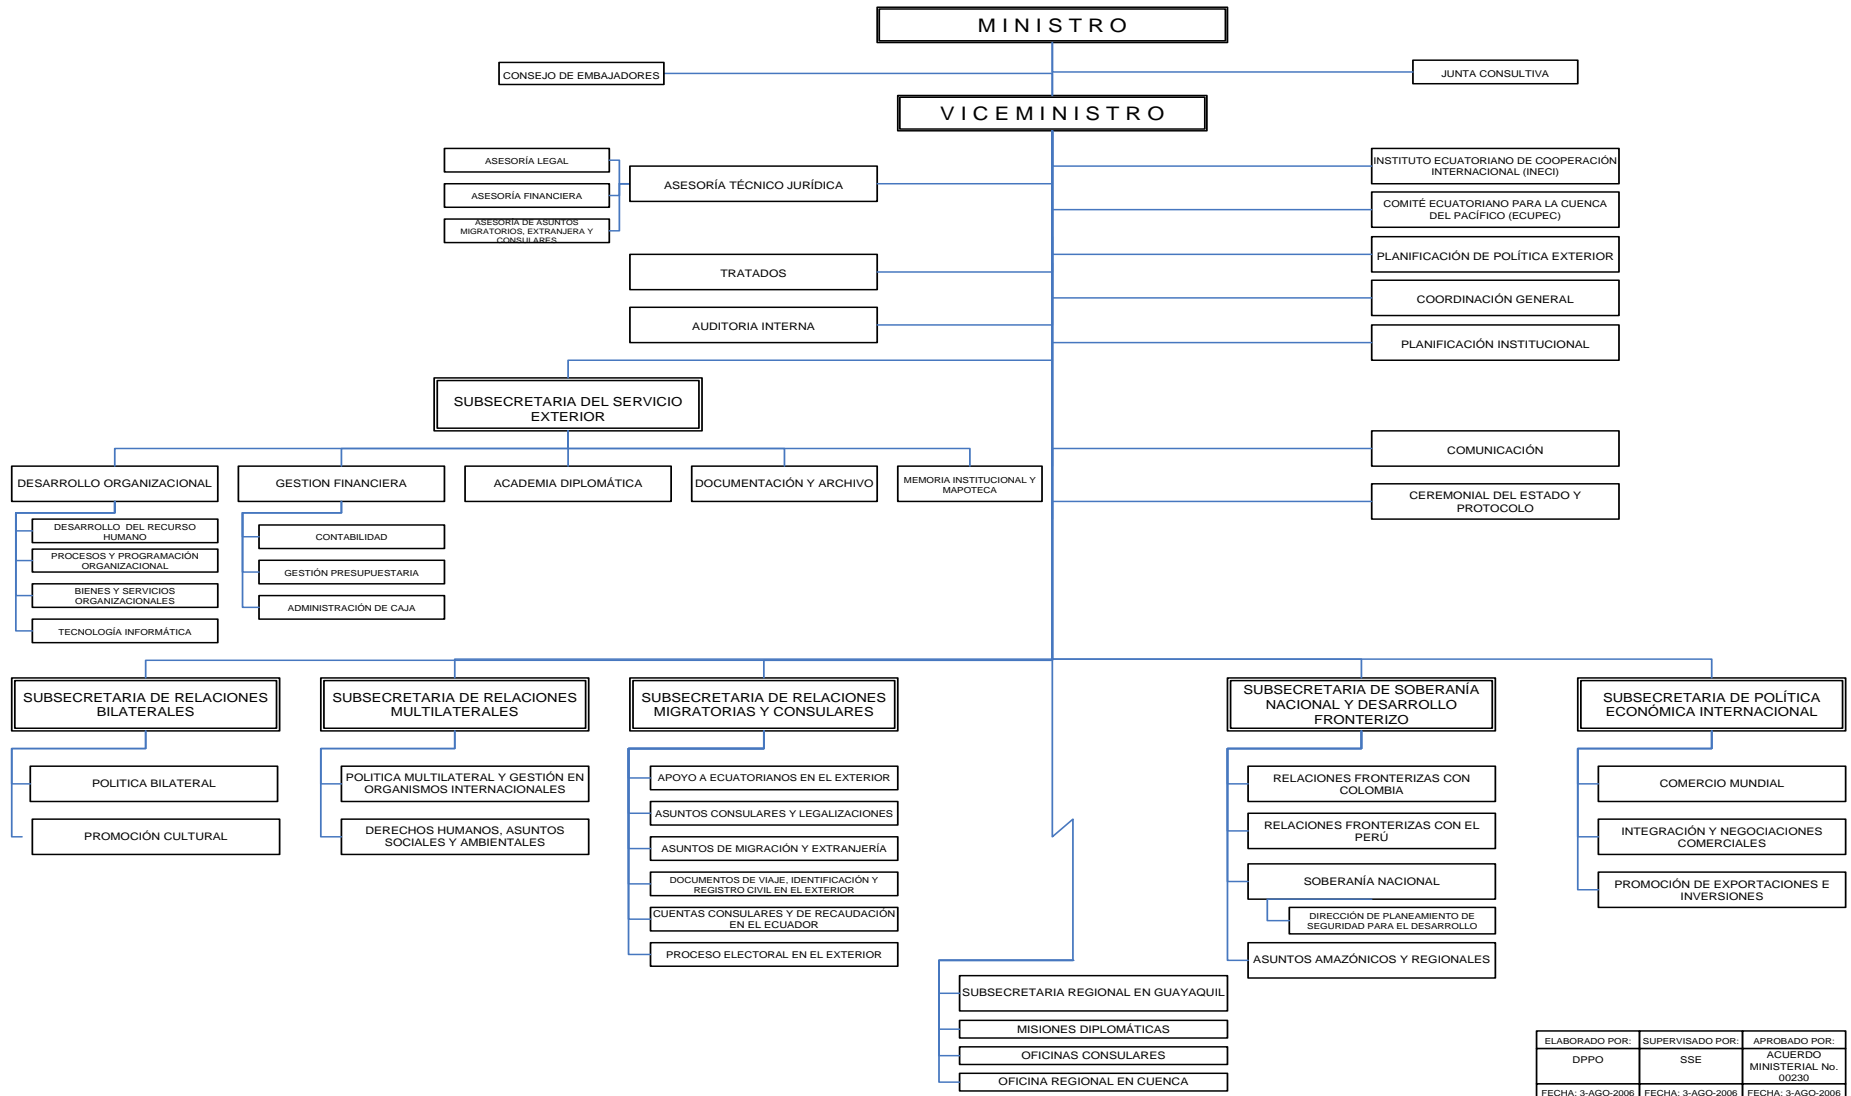 MINISTRO
CONSEJO DE EMBAJADORES
JUNTA CONSULTIVA
VICEMINISTRO
ASESORÍA LEGAL
ASESORÍA FINANCIERA
ASESORÍA DE ASUNTOS
MIGRATORIOS, EXTRANJERA Y
CONSULARES
ASESORÍA TÉCNICO JURÍDICA
TRATADOS
AUDITORIA INTERNA
INSTITUTO ECUATORIANO DE COOPERACIÓN
INTERNACIONAL (INECI)
COMITÉ ECUATORIANO PARA LA CUENCA
DEL PACÍFICO (ECUPEC)
PLANIFICACIÓN DE POLÍTICA EXTERIOR
COORDINACIÓN GENERAL
PLANIFICACIÓN INSTITUCIONAL
COMUNICACIÓN
CEREMONIAL DEL ESTADO Y
PROTOCOLO
SUBSECRETARIA DEL SERVICIO
EXTERIOR
DESARROLLO ORGANIZACIONAL
DESARROLLO DEL RECURSO
HUMANO
PROCESOS Y PROGRAMACIÓN
ORGANIZACIONAL
BIENES Y SERVICIOS
ORGANIZACIONALES
TECNOLOGÍA INFORMÁTICA
GESTION FINANCIERA
CONTABILIDAD
GESTIÓN PRESUPUESTARIA
ADMINISTRACIÓN DE CAJA
ACADEMIA DIPLOMÁTICA
DOCUMENTACIÓN Y ARCHIVO
MEMORIA INSTITUCIONAL Y
MAPOTECA
SUBSECRETARIA DE RELACIONES
BILATERALES
POLITICA BILATERAL
PROMOCIÓN CULTURAL
SUBSECRETARIA DE RELACIONES
MULTILATERALES
POLITICA MULTILATERAL Y GESTIÓN EN
ORGANISMOS INTERNACIONALES
DERECHOS HUMANOS, ASUNTOS
SOCIALES Y AMBIENTALES
SUBSECRETARIA DE RELACIONES
MIGRATORIAS Y CONSULARES
APOYO A ECUATORIANOS EN EL EXTERIOR
ASUNTOS CONSULARES Y LEGALIZACIONES
ASUNTOS DE MIGRACIÓN Y EXTRANJERÍA
DOCUMENTOS DE VIAJE, IDENTIFICACIÓN Y
REGISTRO CIVIL EN EL EXTERIOR
CUENTAS CONSULARES Y DE RECAUDACIÓN
EN EL ECUADOR
PROCESO ELECTORAL EN EL EXTERIOR
SUBSECRETARIA REGIONAL EN GUAYAQUIL
MISIONES DIPLOMÁTICAS
OFICINAS CONSULARES
OFICINA REGIONAL EN CUENCA
SUBSECRETARIA DE SOBERANÍA
NACIONAL Y DESARROLLO
FRONTERIZO
RELACIONES FRONTERIZAS CON
COLOMBIA
RELACIONES FRONTERIZAS CON EL
PERÚ
SOBERANÍA NACIONAL
DIRECCIÓN DE PLANEAMIENTO DE
SEGURIDAD PARA EL DESARROLLO
ASUNTOS AMAZÓNICOS Y REGIONALES
SUBSECRETARIA DE POLÍTICA
ECONÓMICA INTERNACIONAL
COMERCIO MUNDIAL
INTEGRACIÓN Y NEGOCIACIONES
COMERCIALES
PROMOCIÓN DE EXPORTACIONES E
INVERSIONES
ELABORADO POR: SUPERVISADO POR: APROBADO POR:
DPPO SSE ACUERDO
MINISTERIAL No.
00230
FECHA: 3-AGO-2006 FECHA: 3-AGO-2006 FECHA: 3-AGO-2006